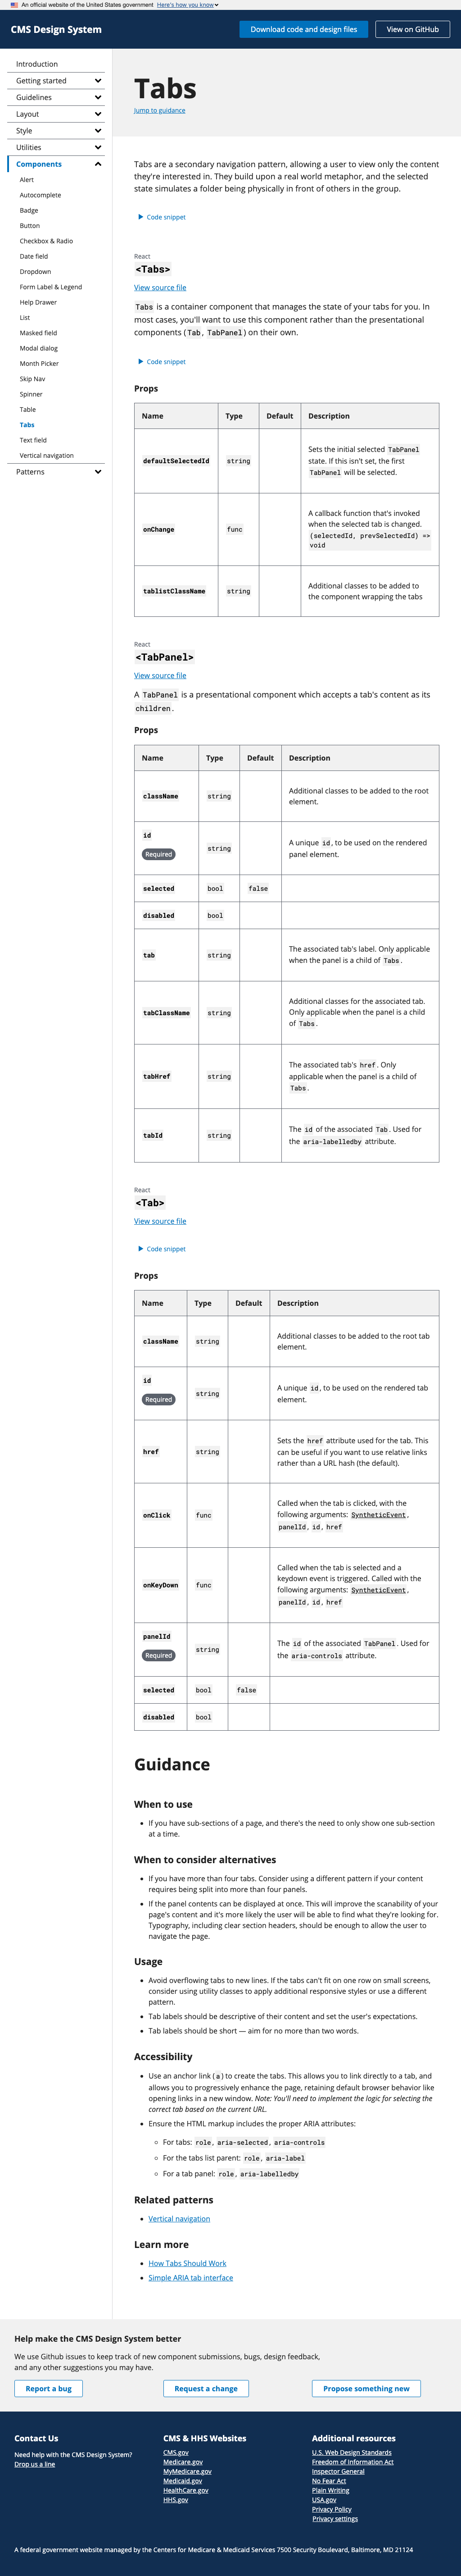 An official website of the United States government Here's how you know
CMS Design System
Download code and design files
View on GitHub
Introduction
Getting started
Guidelines
Layout
Style
Utilities
Components
Alert
Autocomplete
Badge
Button
Checkbox & Radio
Date field
Dropdown
Form Label & Legend
Help Drawer
List
Masked field
Modal dialog
Month Picker
Skip Nav
Spinner
Table
Tabs
Text field
Vertical navigation
Patterns
Tabs
Jump to guidance
Tabs are a secondary navigation pattern, allowing a user to view only the content
they're interested in. They build upon a real world metaphor, and the selected
state simulates a folder being physically in front of others in the group.
Code snippet
React
<Tabs>
View source file
Tabs is a container component that manages the state of your tabs for you. In
most cases, you'll want to use this component rather than the presentational
components (Tab, TabPanel) on their own.
Code snippet
Props
Name Type Default Description
defaultSelectedId string Sets the initial selected TabPanel
state. If this isn't set, the first
TabPanel will be selected.
onChange func A callback function that's invoked
when the selected tab is changed.
(selectedId, prevSelectedId) =>
void
tablistClassName string Additional classes to be added to
the component wrapping the tabs
React
<TabPanel>
View source file
A TabPanel is a presentational component which accepts a tab's content as its
children.
Props
Name Type Default Description
className string Additional classes to be added to the root
element.
id
Required
string
A unique id, to be used on the rendered
panel element.
selected bool false
disabled bool
tab string The associated tab's label. Only applicable
when the panel is a child of Tabs.
tabClassName string Additional classes for the associated tab.
Only applicable when the panel is a child
of Tabs.
tabHref string The associated tab's href. Only
applicable when the panel is a child of
Tabs.
tabId string The id of the associated Tab. Used for
the aria-labelledby attribute.
React
<Tab>
View source file
Code snippet
Props
Name Type Default Description
className string Additional classes to be added to the root tab
element.
id
Required
string
A unique id, to be used on the rendered tab
element.
href string Sets the href attribute used for the tab. This
can be useful if you want to use relative links
rather than a URL hash (the default).
onClick func Called when the tab is clicked, with the
following arguments: SyntheticEvent,
panelId, id, href
onKeyDown func Called when the tab is selected and a
keydown event is triggered. Called with the
following arguments: SyntheticEvent,
panelId, id, href
panelId
Required
string
The id of the associated TabPanel. Used for
the aria-controls attribute.
selected bool false
disabled bool
Guidance
When to use
If you have sub-sections of a page, and there's the need to only show one sub-section
at a time.
When to consider alternatives
If you have more than four tabs. Consider using a different pattern if your content
requires being split into more than four panels.
If the panel contents can be displayed at once. This will improve the scanability of your
page's content and it's more likely the user will be able to find what they're looking for.
Typography, including clear section headers, should be enough to allow the user to
navigate the page.
Usage
Avoid overflowing tabs to new lines. If the tabs can't fit on one row on small screens,
consider using utility classes to apply additional responsive styles or use a different
pattern.
Tab labels should be descriptive of their content and set the user's expectations.
Tab labels should be short — aim for no more than two words.
Accessibility
Use an anchor link (a) to create the tabs. This allows you to link directly to a tab, and
allows you to progressively enhance the page, retaining default browser behavior like
opening links in a new window. Note: You'll need to implement the logic for selecting the
correct tab based on the current URL.
Ensure the HTML markup includes the proper ARIA attributes:
For tabs: role, aria-selected, aria-controls
For the tabs list parent: role, aria-label
For a tab panel: role, aria-labelledby
Related patterns
Vertical navigation
Learn more
How Tabs Should Work
Simple ARIA tab interface
Help make the CMS Design System better
We use Github issues to keep track of new component submissions, bugs, design feedback,
and any other suggestions you may have.
Report a bug
Request a change
Propose something new
Contact Us
Need help with the CMS Design System?
Drop us a line
CMS & HHS Websites
CMS.gov
Medicare.gov
MyMedicare.gov
Medicaid.gov
HealthCare.gov
HHS.gov
Additional resources
U.S. Web Design Standards
Freedom of Information Act
Inspector General
No Fear Act
Plain Writing
USA.gov
Privacy Policy
Privacy settings
A federal government website managed by the Centers for Medicare & Medicaid Services 7500 Security Boulevard, Baltimore, MD 21124